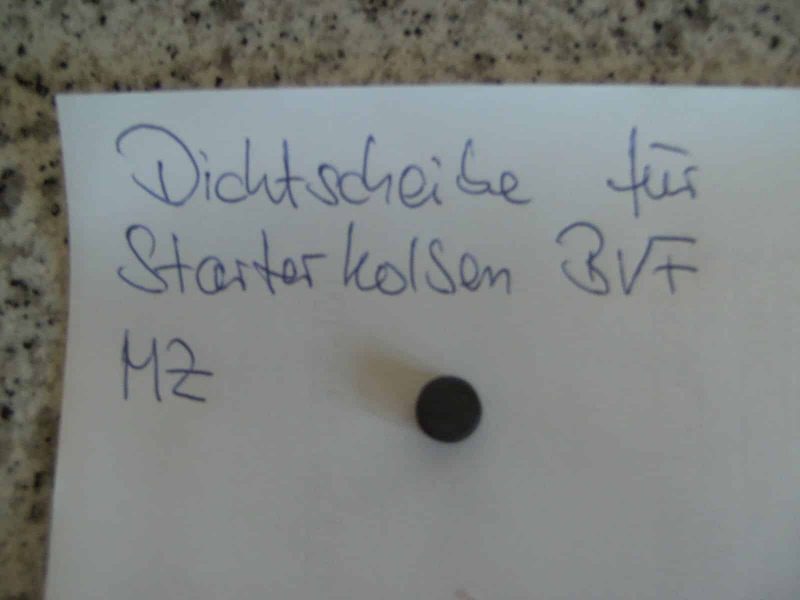 Dichtscheibe für
Starterkolben BVF
MZ